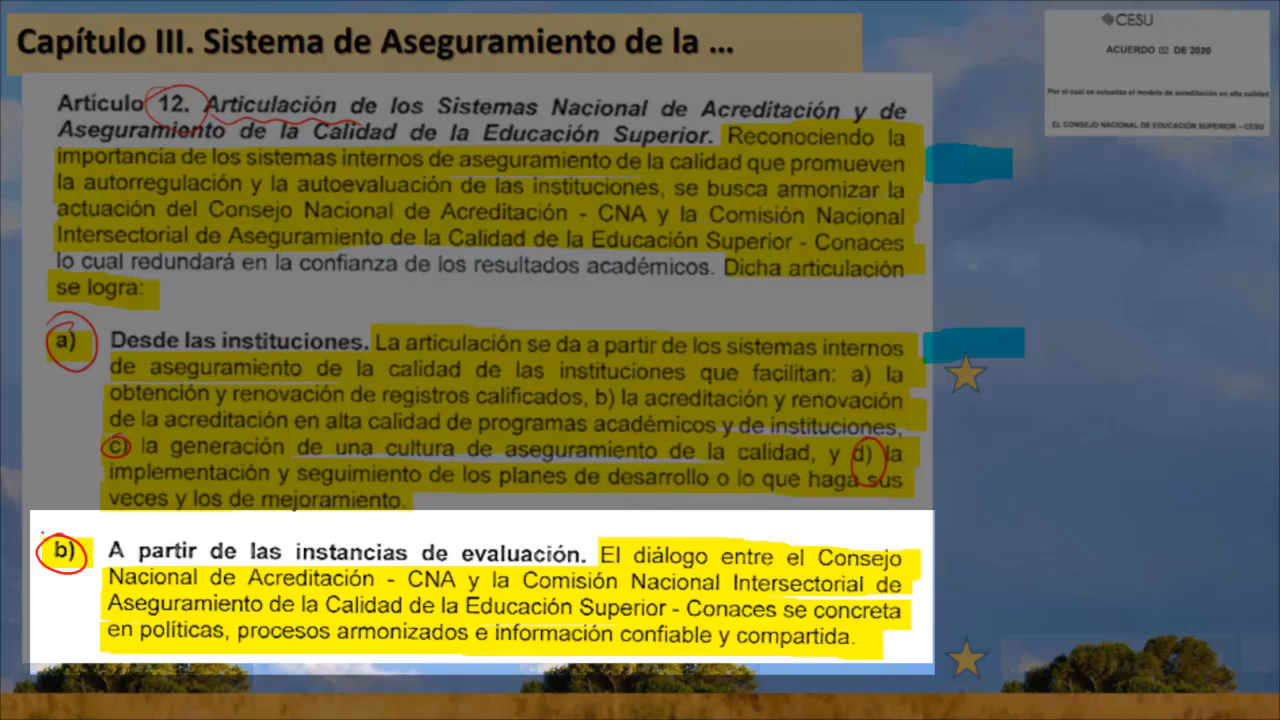 Capítulo III. Sistema de Aseguramiento de la ...
CESU
ACUERDO 02 DE 2020
Por el cual se actualiza el modelo de acreditación en alta calidad
EL CONSEJO NACIONAL DE EDUCACIÓN SUPERIOR – CESU
Artículo 12. Articulación de los Sistemas Nacional de Acreditación y de
Aseguramiento de la Calidad de la Educación Superior. Reconociendo la
importancia de los sistemas internos de aseguramiento de la calidad que promueven
la autorregulación y la autoevaluación de las instituciones, se busca armonizar la
actuación del Consejo Nacional de Acreditación - CNA y la Comisión Nacional
Intersectorial de Aseguramiento de la Calidad de la Educación Superior - Conaces
lo cual redundará en la confianza de los resultados académicos. Dicha articulación
se logra:
a) Desde las instituciones. La articulación se da a partir de los sistemas internos
de aseguramiento de la calidad de las instituciones que facilitan: a) la
obtención y renovación de registros calificados, b) la acreditación y renovación
de la acreditación en alta calidad de programas académicos y de instituciones,
c) la generación de una cultura de aseguramiento de la calidad, y d) la
implementación y seguimiento de los planes de desarrollo o lo que haga sus
veces y los de mejoramiento.
b) A partir de las instancias de evaluación. El diálogo entre el Consejo
Nacional de Acreditación - CNA y la Comisión Nacional Intersectorial de
Aseguramiento de la Calidad de la Educación Superior - Conaces se concreta
en políticas, procesos armonizados e información confiable y compartida.